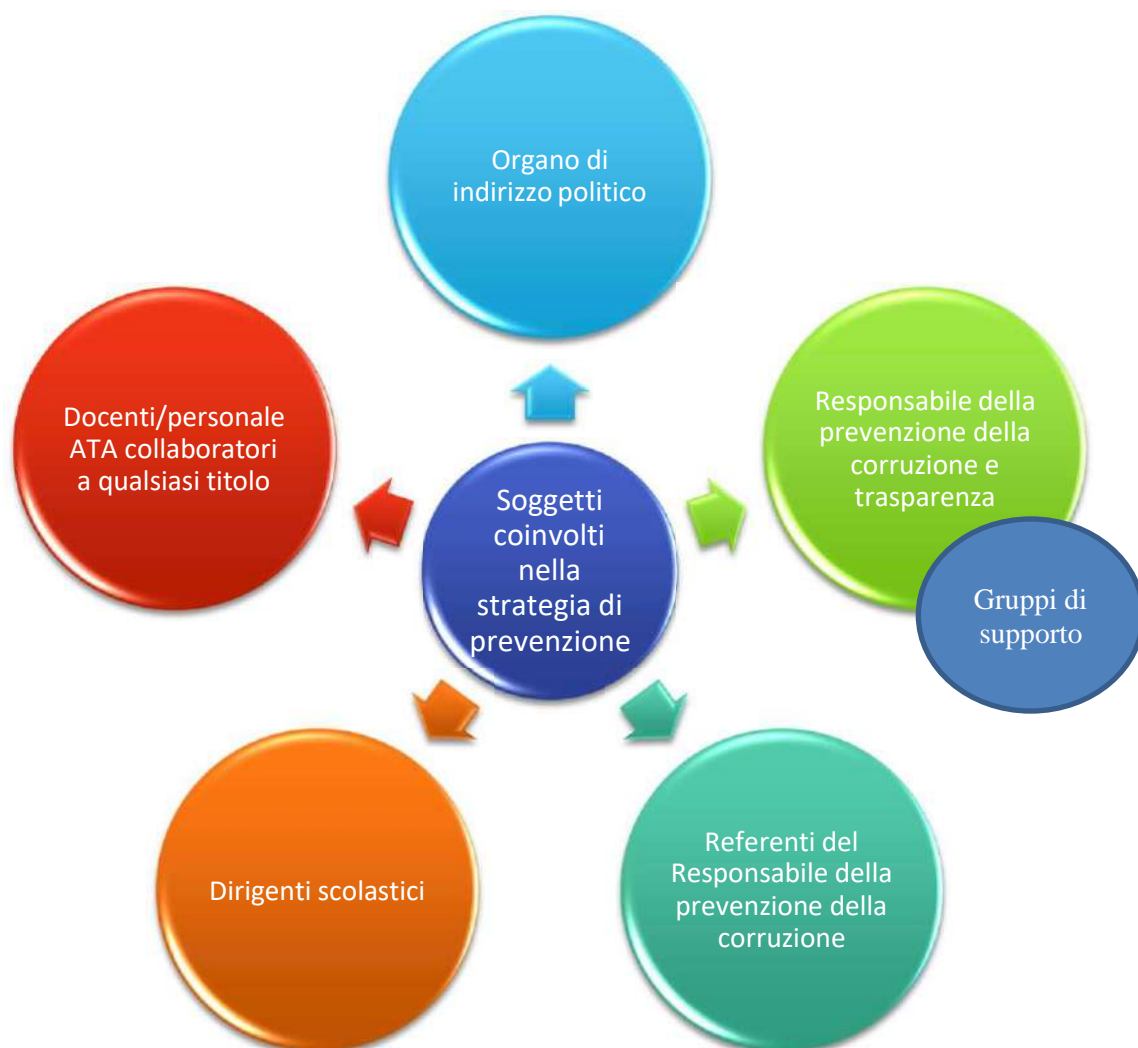 Organo di
indirizzo politico
Docenti/personale
ATA collaboratori
a qualsiasi titolo
Responsabile della
prevenzione della
corruzione e
trasparenza
Soggetti
coinvolti
nella
strategia di
prevenzione
Gruppi di
supporto
Dirigenti scolastici
Referenti del
Responsabile della
prevenzione della
corruzione